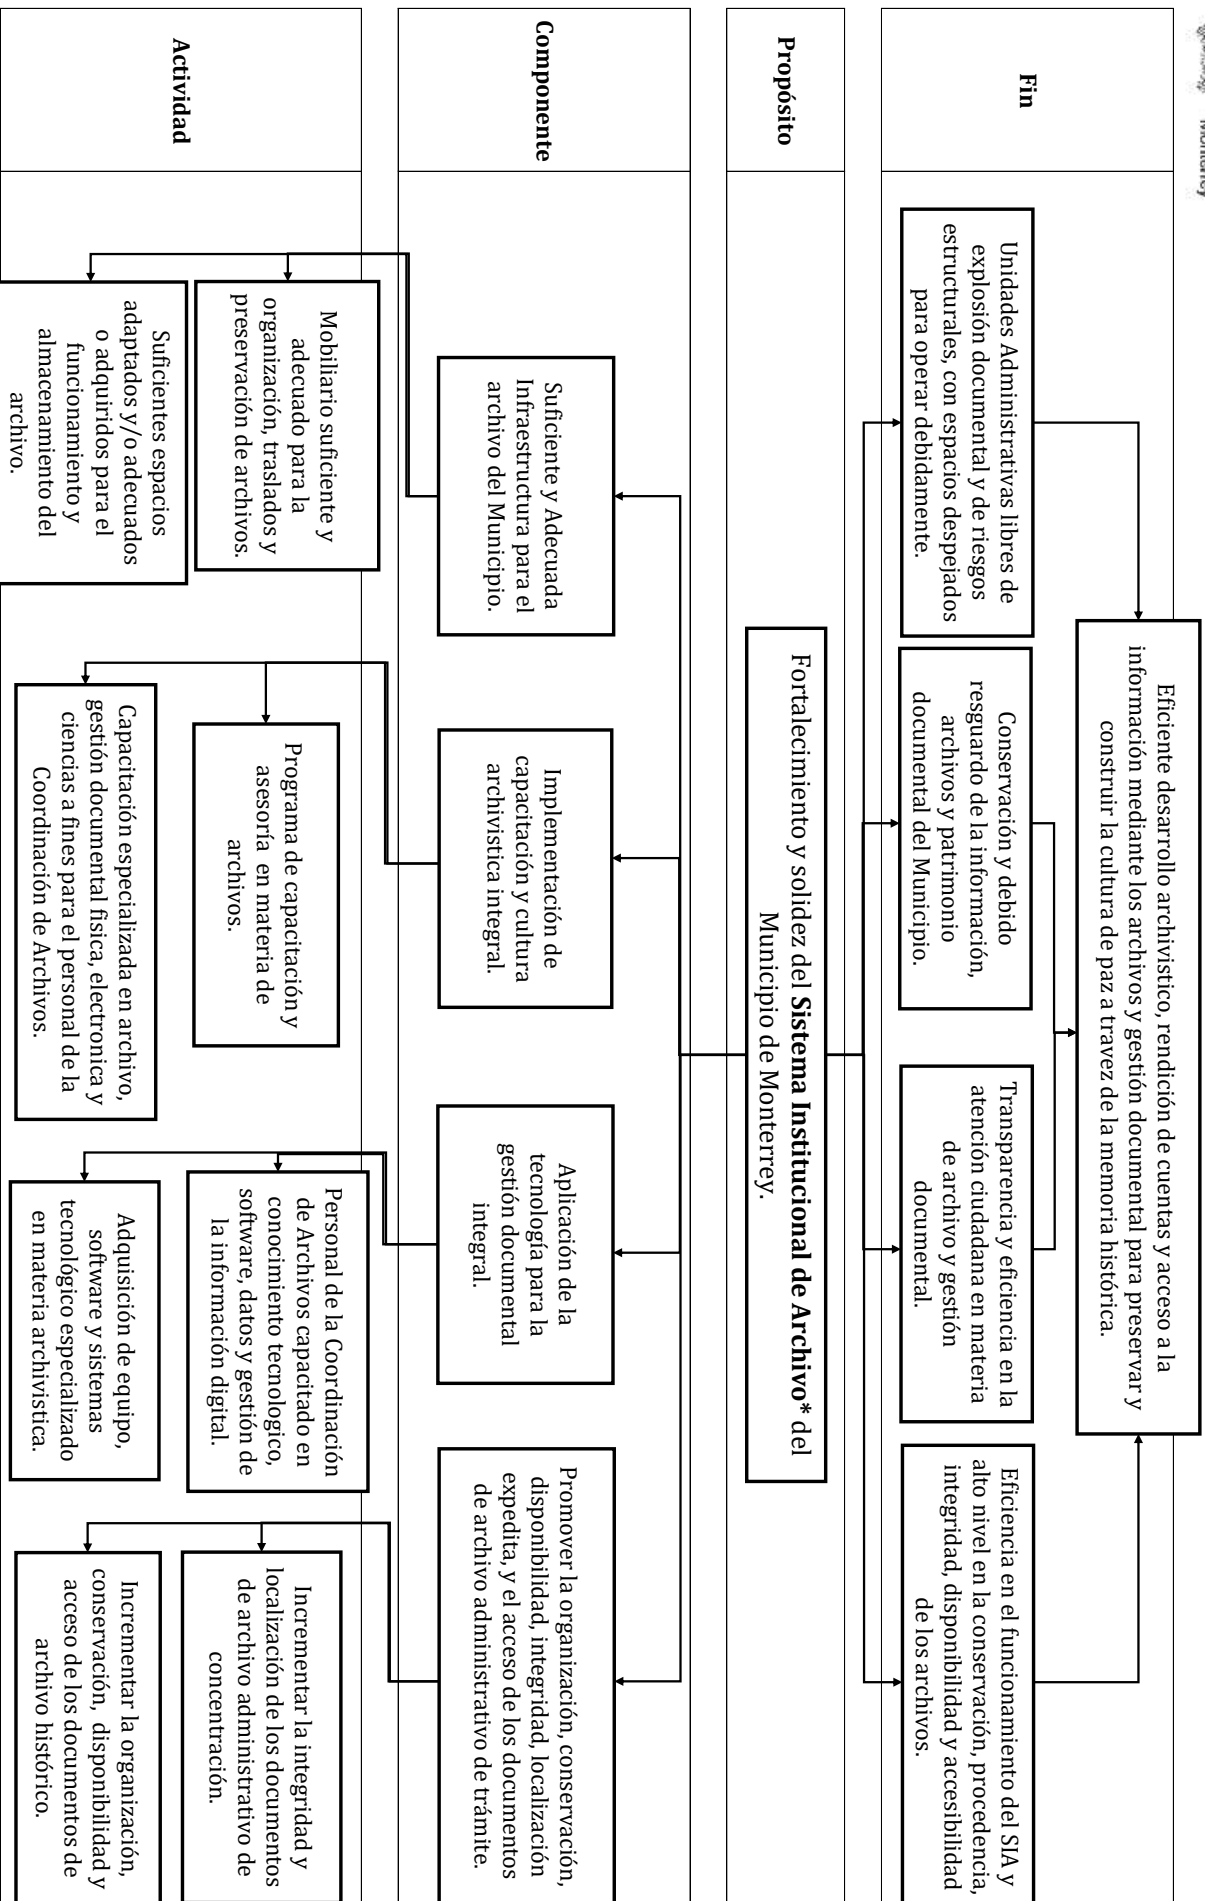 Monterrey
Fin
Eficiente desarrollo archivistico, rendición de cuentas y acceso a la
información mediante los archivos y gestión documental para preservar y
construir la cultura de paz a travez de la memoria histórica.
Unidades Administrativas libres de
explosión documental y de riesgos
estructurales, con espacios despejados
para operar debidamente.
Conservación y debido
resguardo de la información,
archivos y patrimonio
documental del Municipio.
Transparencia y eficiencia en la
atención ciudadana en materia
de archivo y gestión
documental.
Eficiencia en el funcionamiento del SIA y
alto nivel en la conservación, procedencia,
integridad, disponibilidad y accesibilidad
de los archivos.
Propósito
Fortalecimiento y solidez del Sistema Institucional de Archivo* del
Municipio de Monterrey.
Componente
Suficiente y Adecuada
Infraestructura para el
archivo del Municipio.
Implementación de
capacitación y cultura
archivistica integral.
Aplicación de la
tecnología para la
gestión documental
integral.
Promover la organización, conservación,
disponibilidad, integridad, localización
expedita, y el acceso de los documentos
de archivo administrativo de trámite.
Actividad
Mobiliario suficiente y
adecuado para la
organización, traslados y
preservación de archivos.
Programa de capacitación y
asesoría en materia de
archivos.
Personal de la Coordinación
de Archivos capacitado en
conocimiento tecnologico,
software, datos y gestión de
la información digital.
Incrementar la integridad y
localización de los documentos
de archivo administrativo de
concentración.
Suficientes espacios
adaptados y/o adecuados
o adquiridos para el
funcionamiento y
almacenamiento del
archivo.
Capacitación especializada en archivo,
gestión documental física, electronica y
ciencias a fines para el personal de la
Coordinación de Archivos.
Adquisición de equipo,
software y sistemas
tecnológico especializado
en materia archivistica.
Incrementar la organización,
conservación, disponibilidad y
acceso de los documentos de
archivo histórico.